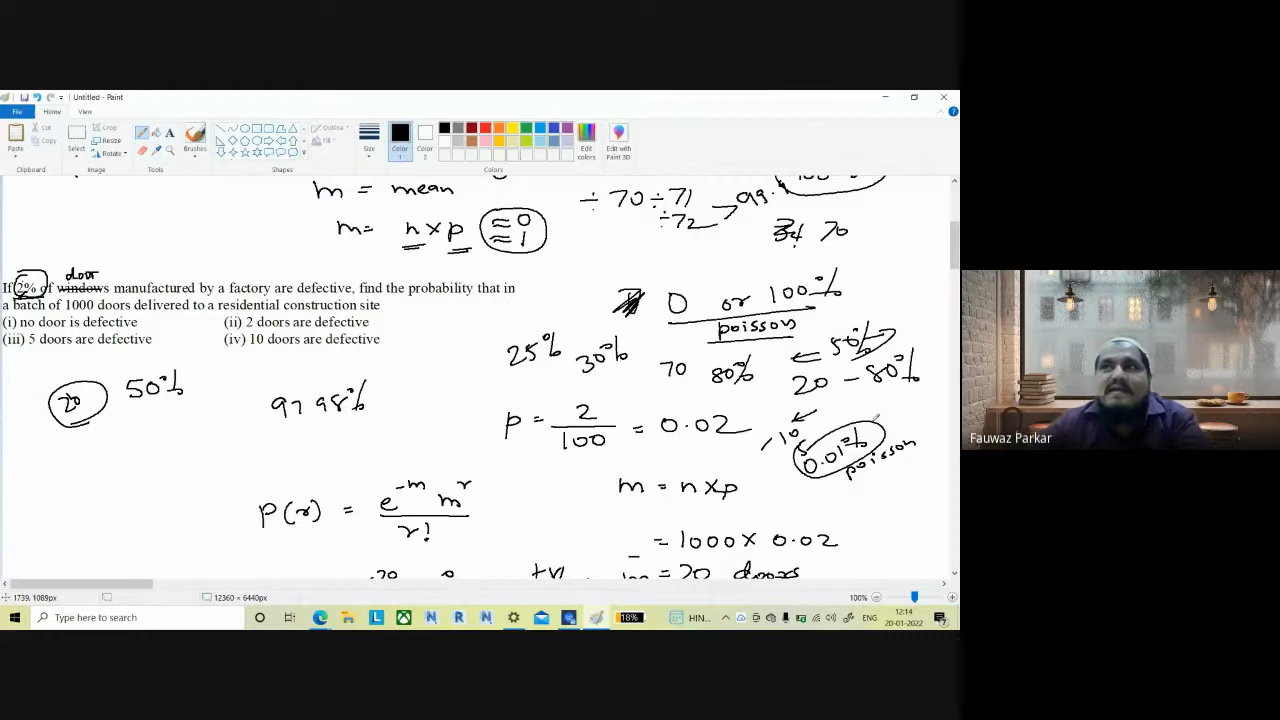 Untitled - Paint
File Home View
Cut
Copy
Paste
Crop
Resize
Rotate
Select
Brushes
Outline
Fill
Size
Color 1
Color 2
Edit colors
Edit with Paint 3D
Clipboard Image Tools Shapes Colors
m = mean
÷ 70 ÷ 71
÷72
m= n x p ≈ 0
≈ 1
70
door
If 2% of windows manufactured by a factory are defective, find the probability that in
a batch of 1000 doors delivered to a residential construction site
(i) no door is defective (ii) 2 doors are defective
(iii) 5 doors are defective (iv) 10 doors are defective
0 or 100%
poisson
25% 30% 70 80% 50%
20 - 80%
20 50% 97 98%
p = 2/100 = 0.02
0.01%
poisson
m = n x p
P(r) = e^-m m^r / r!
= 1000 x 0.02
= 20 doors
Fauwaz Parkar
1739, 1089px
12360 × 6440px
100%
Type here to search
18%
HIN...
ENG
12:14
20-01-2022